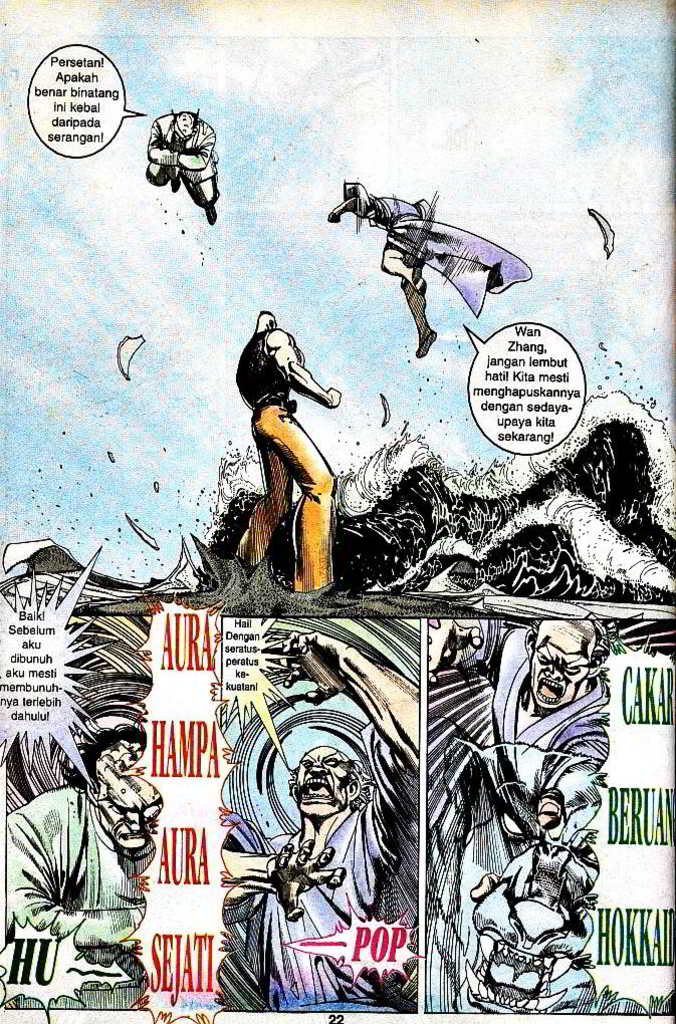 Persetan!
Apakah
benar binatang
ini kebal
daripada
serangan!
Wan
Zhang,
jangan lembut
hati! Kita mesti
menghapuskannya
dengan sedaya-
upaya kita
sekarang!
Baik!
Sebelum
aku
dibunuh
aku mesti
membunuh-
nya terlebih
dahulu!
AURA
HAMPA
AURA
SEJATI
HU
Hai!
Dengan
seratus-
peratus
ke-
kuatan!
POP
CAKAR
BERUAN
HOKKAID
22